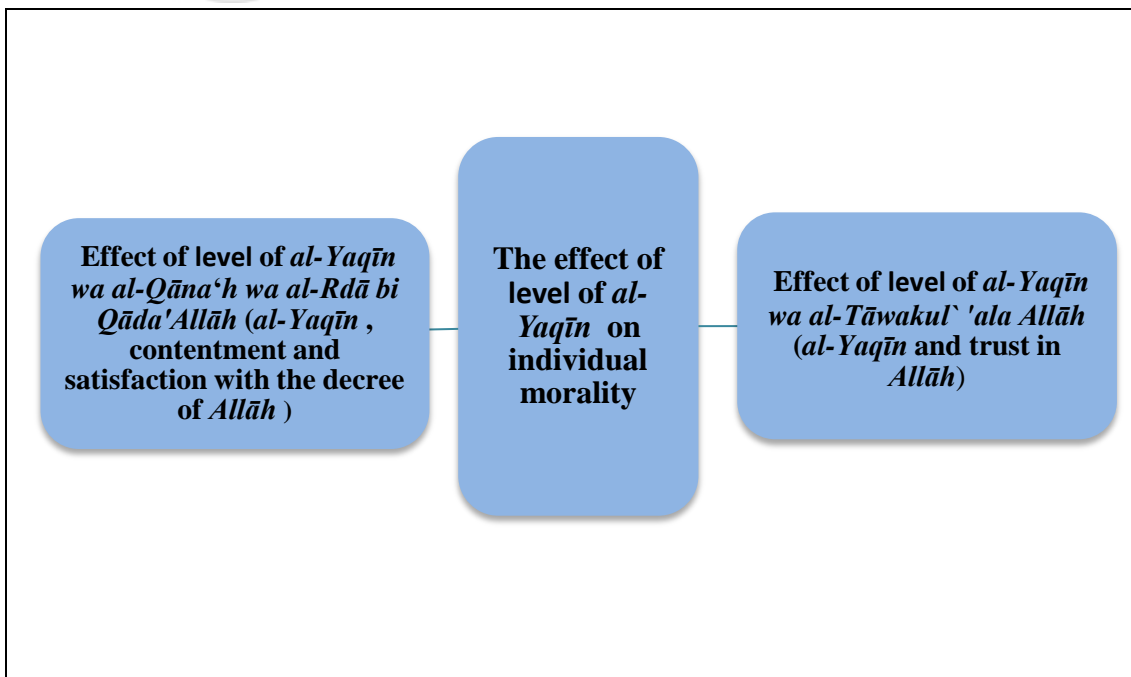 Effect of level of al-Yaqīn
wa al-Qāna‘h wa al-Rdā bi
Qāda'Allāh (al-Yaqīn ,
contentment and
satisfaction with the decree
of Allāh )
The effect of
level of al-
Yaqīn on
individual
morality
Effect of level of al-Yaqīn
wa al-Tāwakul` 'ala Allāh
(al-Yaqīn and trust in
Allāh)